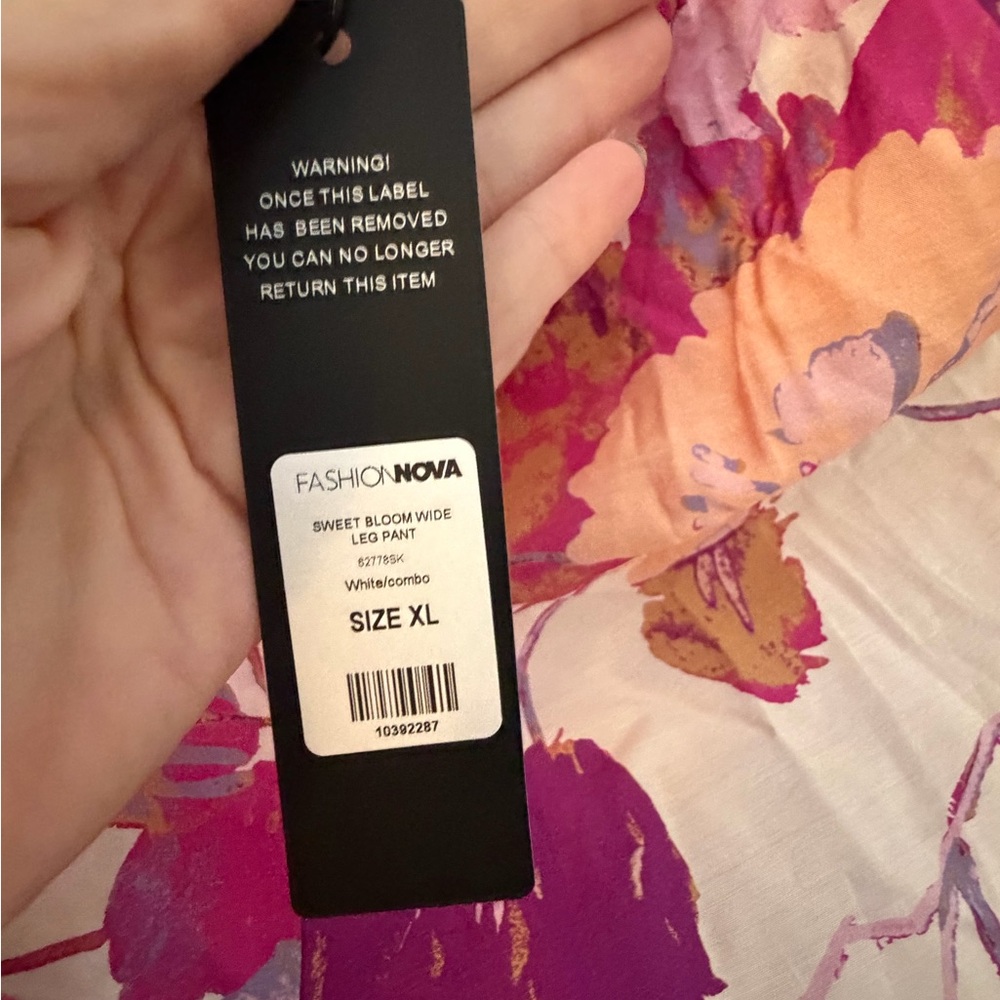 WARNING!
ONCE THIS LABEL
HAS BEEN REMOVED
YOU CAN NO LONGER
RETURN THIS ITEM
FASHIONNOVA
SWEET BLOOM WIDE
LEG PANT
62778SK
White/combo
SIZE XL
10392287